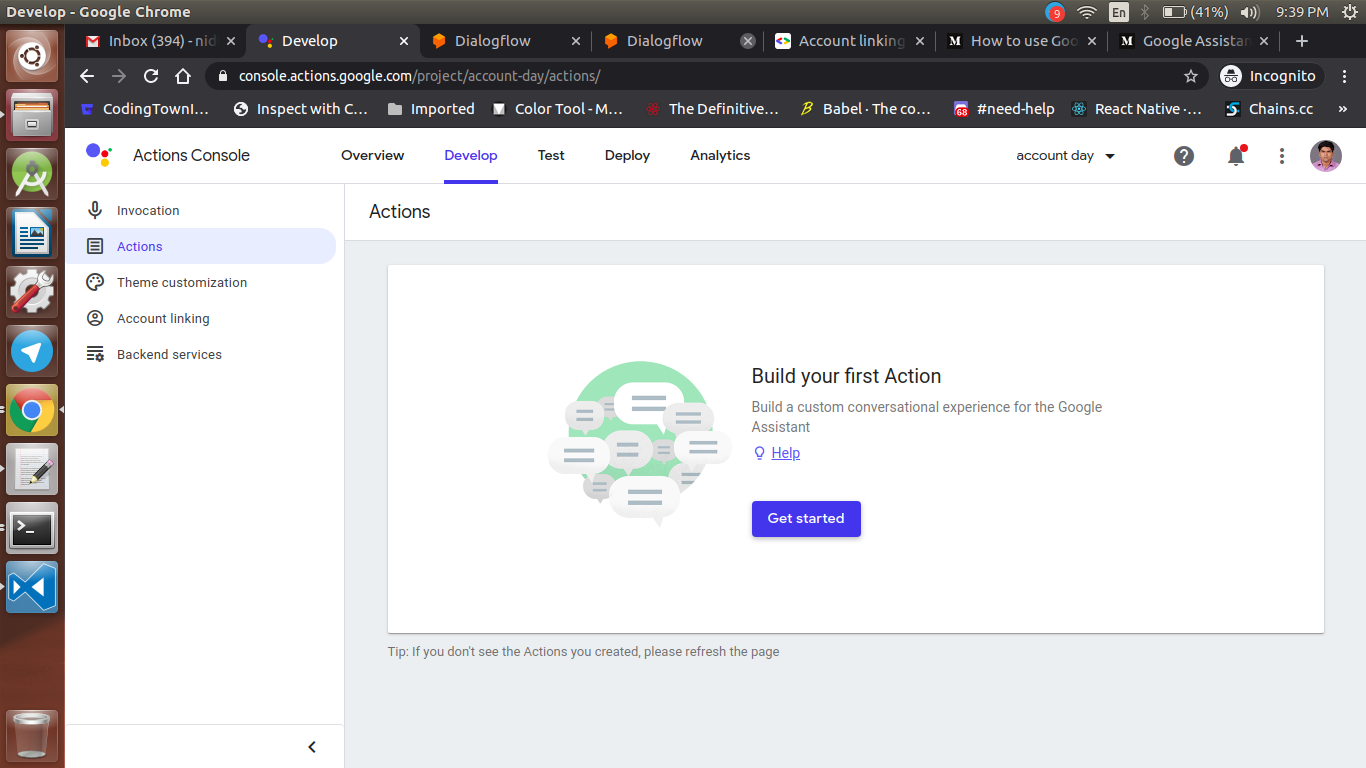 Develop - Google Chrome
9
En
(41%)
9:39 PM
Inbox (394) - nid
Develop
Dialogflow
Dialogflow
Account linking
How to use Goo
Google Assistan
console.actions.google.com/project/account-day/actions/
Incognito
CodingTownI...
Inspect with C...
Imported
Color Tool - M...
The Definitive...
Babel · The co...
68
#need-help
React Native ·...
Chains.cc
»
Actions Console
Overview
Develop
Test
Deploy
Analytics
account day
Invocation
Actions
Theme customization
Account linking
Backend services
Actions
Build your first Action
Build a custom conversational experience for the Google
Assistant
Help
Get started
Tip: If you don't see the Actions you created, please refresh the page